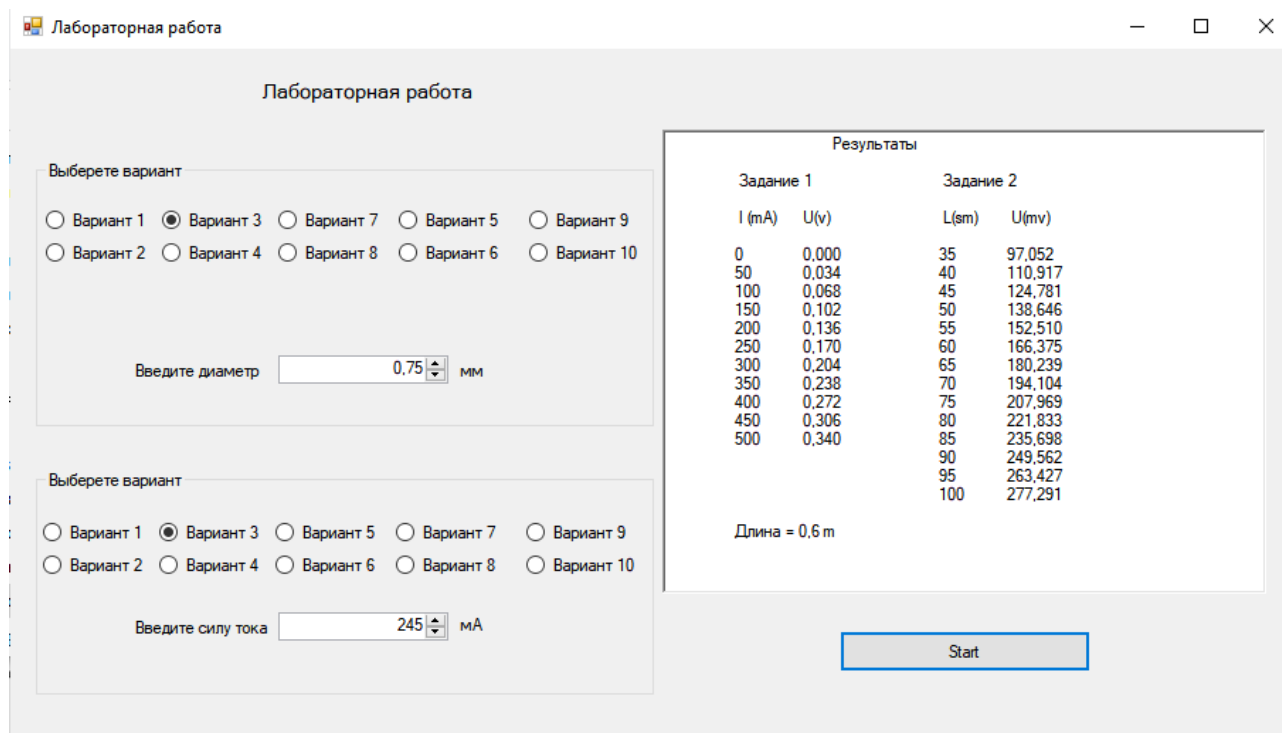 Лабораторная работа
Лабораторная работа
Выберете вариант
Вариант 1 Вариант 3 Вариант 7 Вариант 5 Вариант 9
Вариант 2 Вариант 4 Вариант 8 Вариант 6 Вариант 10
Введите диаметр 0,75 мм
Выберете вариант
Вариант 1 Вариант 3 Вариант 5 Вариант 7 Вариант 9
Вариант 2 Вариант 4 Вариант 6 Вариант 8 Вариант 10
Введите силу тока 245 мА
Результаты
Задание 1 Задание 2
I (mA) U(v) L(sm) U(mv)
0 0,000 35 97,052
50 0,034 40 110,917
100 0,068 45 124,781
150 0,102 50 138,646
200 0,136 55 152,510
250 0,170 60 166,375
300 0,204 65 180,239
350 0,238 70 194,104
400 0,272 75 207,969
450 0,306 80 221,833
500 0,340 85 235,698
90 249,562
95 263,427
100 277,291
Длина = 0,6 m
Start